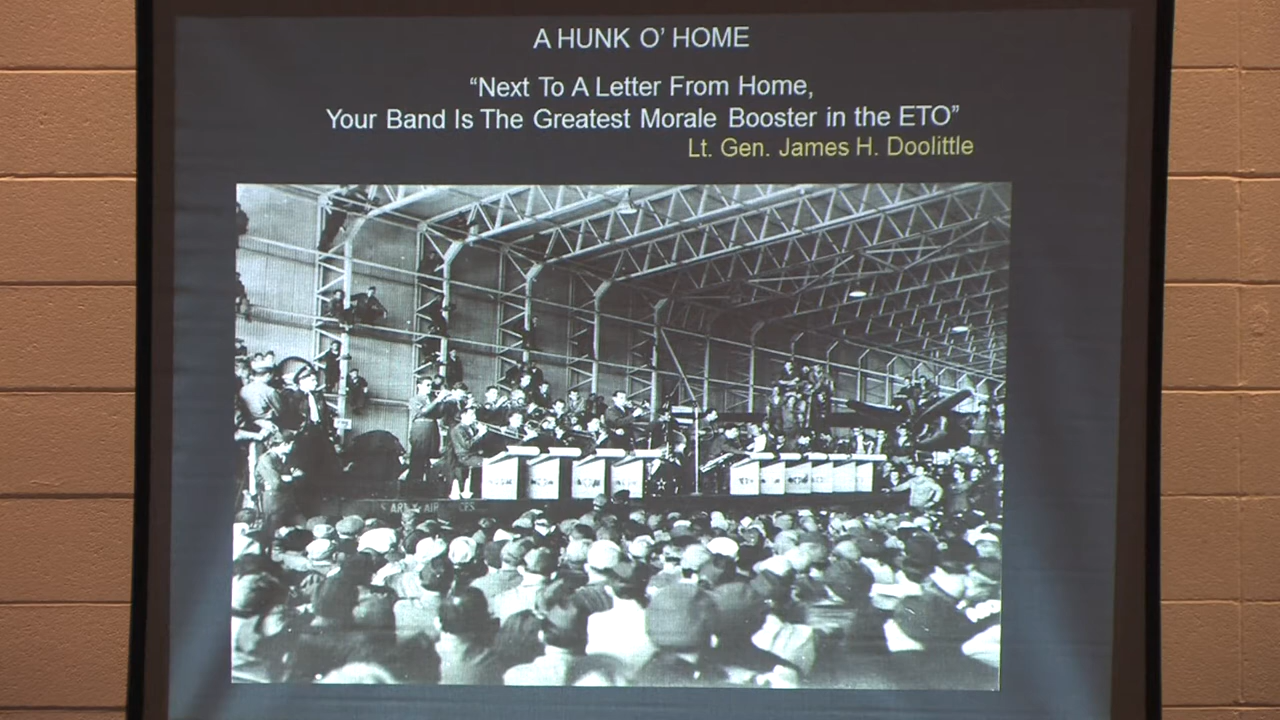 A HUNK O' HOME
“Next To A Letter From Home,
Your Band Is The Greatest Morale Booster in the ETO”
Lt. Gen. James H. Doolittle